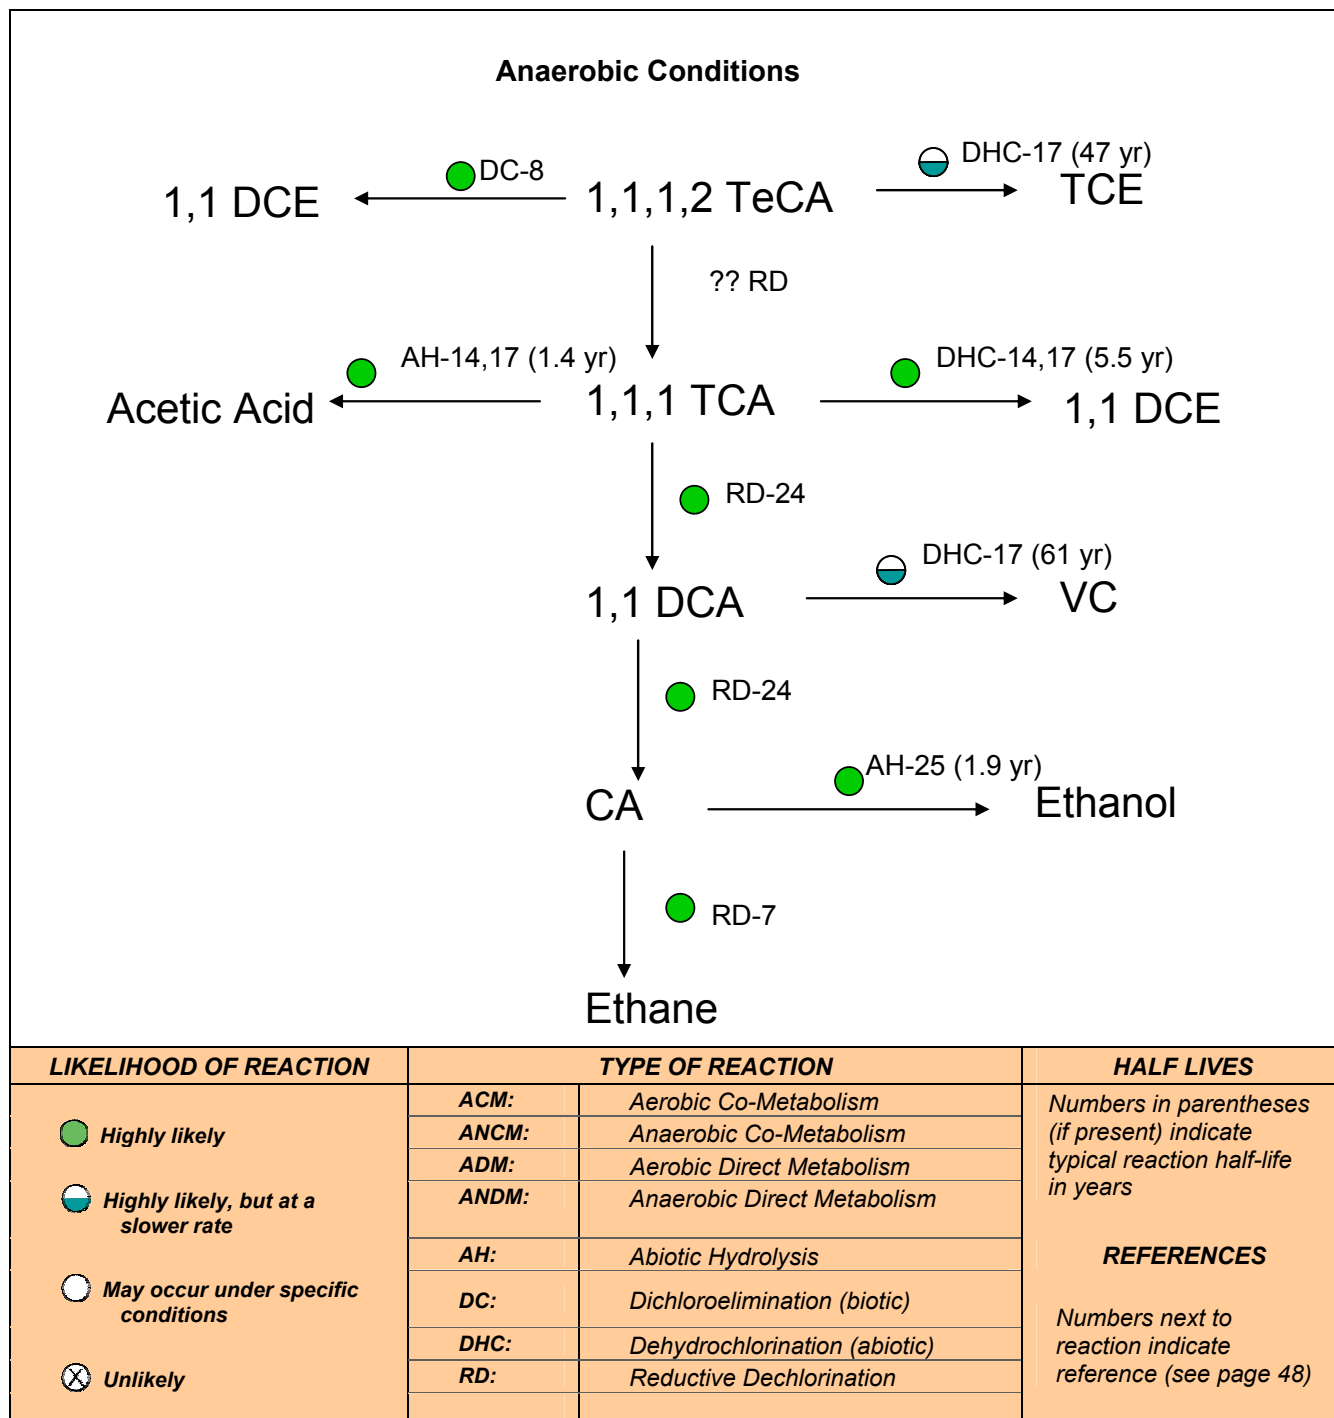 Anaerobic Conditions
DC-8
DHC-17 (47 yr)
1,1 DCE
1,1,1,2 TeCA
TCE
?? RD
AH-14,17 (1.4 yr)
DHC-14,17 (5.5 yr)
Acetic Acid
1,1,1 TCA
1,1 DCE
RD-24
DHC-17 (61 yr)
1,1 DCA
VC
RD-24
AH-25 (1.9 yr)
CA
Ethanol
RD-7
Ethane
LIKELIHOOD OF REACTION
Highly likely
Highly likely, but at a
slower rate
May occur under specific
conditions
X
Unlikely
TYPE OF REACTION
ACM: Aerobic Co-Metabolism
ANCM: Anaerobic Co-Metabolism
ADM: Aerobic Direct Metabolism
ANDM: Anaerobic Direct Metabolism
AH: Abiotic Hydrolysis
DC: Dichloroelimination (biotic)
DHC: Dehydrochlorination (abiotic)
RD: Reductive Dechlorination
HALF LIVES
Numbers in parentheses
(if present) indicate
typical reaction half-life
in years
REFERENCES
Numbers next to
reaction indicate
reference (see page 48)